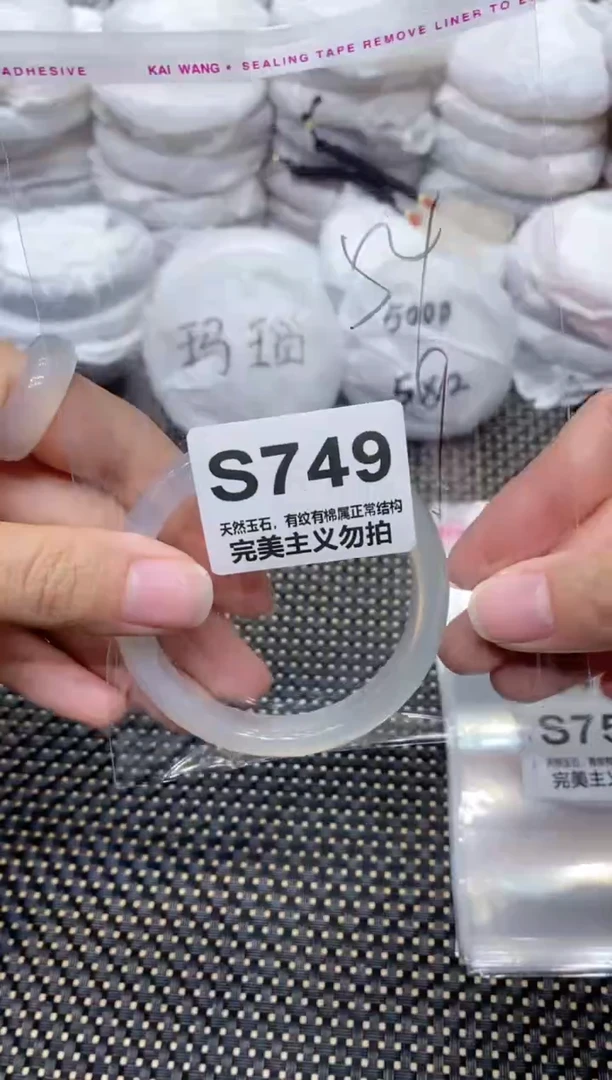 ADHESIVE KAI WANG • SEALING TAPE REMOVE LINER TO
玛瑙
5000
582
S749
天然玉石，有纹有棉属正常结构
完美主义勿拍
S75
完美主